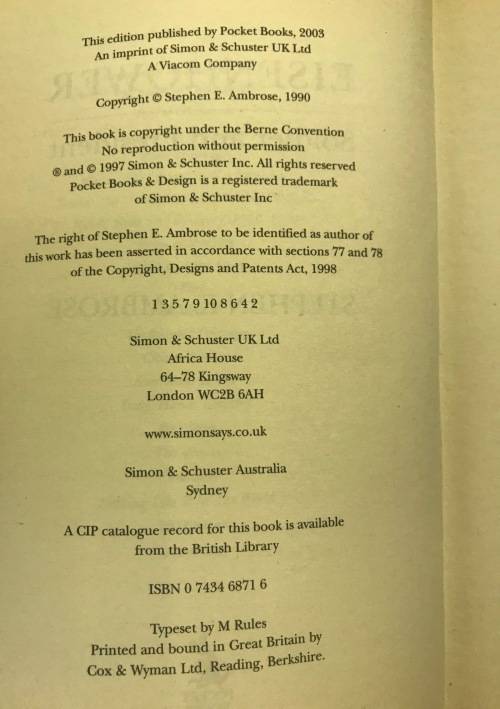 This edition published by Pocket Books, 2003
An imprint of Simon & Schuster UK Ltd
A Viacom Company
Copyright © Stephen E. Ambrose, 1990
This book is copyright under the Berne Convention
No reproduction without permission
® and © 1997 Simon & Schuster Inc. All rights reserved
Pocket Books & Design is a registered trademark
of Simon & Schuster Inc
The right of Stephen E. Ambrose to be identified as author of
this work has been asserted in accordance with sections 77 and 78
of the Copyright, Designs and Patents Act, 1998
1 3 5 7 9 10 8 6 4 2
Simon & Schuster UK Ltd
Africa House
64–78 Kingsway
London WC2B 6AH
www.simonsays.co.uk
Simon & Schuster Australia
Sydney
A CIP catalogue record for this book is available
from the British Library
ISBN 0 7434 6871 6
Typeset by M Rules
Printed and bound in Great Britain by
Cox & Wyman Ltd, Reading, Berkshire.